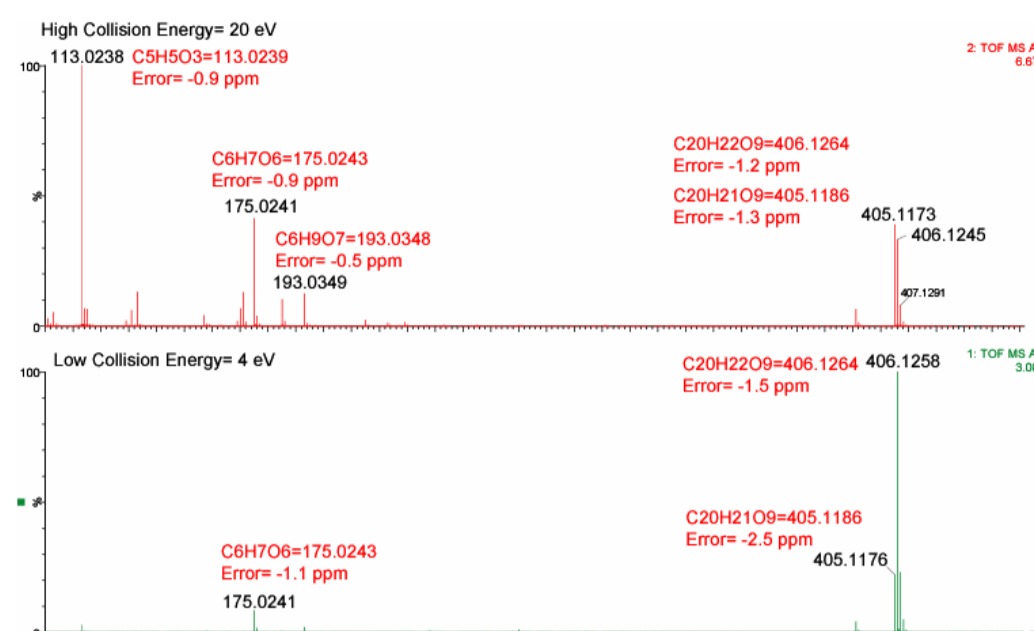 High Collision Energy= 20 eV
2: TOF MS A
6.67
113.0238 C5H5O3=113.0239
Error= -0.9 ppm
100
C6H7O6=175.0243
Error= -0.9 ppm
175.0241
C6H9O7=193.0348
Error= -0.5 ppm
193.0349
C20H22O9=406.1264
Error= -1.2 ppm
C20H21O9=405.1186
Error= -1.3 ppm
405.1173
406.1245
407.1291
%
0
Low Collision Energy= 4 eV
1: TOF MS A
3.08
100
C20H22O9=406.1264 406.1258
Error= -1.5 ppm
%
C20H21O9=405.1186
Error= -2.5 ppm
405.1176
C6H7O6=175.0243
Error= -1.1 ppm
175.0241
0